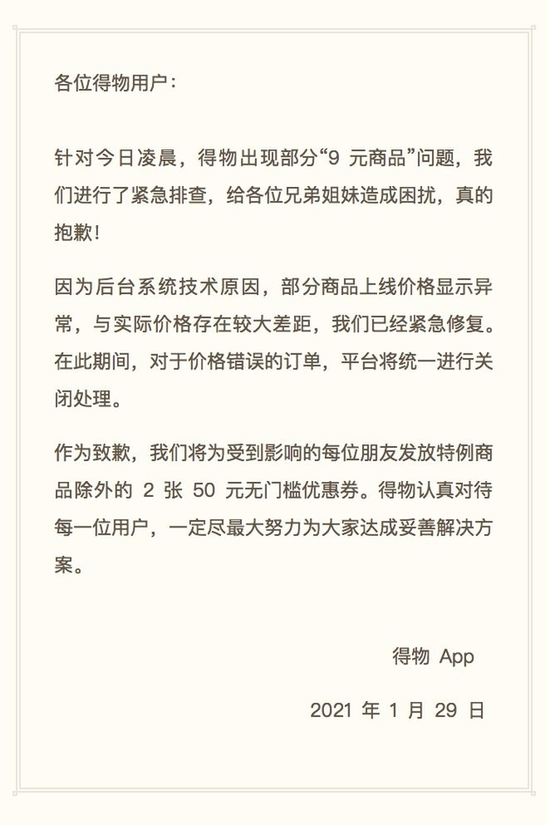 各位得物用户：
针对今日凌晨，得物出现部分“9 元商品”问题，我
们进行了紧急排查，给各位兄弟姐妹造成困扰，真的
抱歉！
因为后台系统技术原因，部分商品上线价格显示异
常，与实际价格存在较大差距，我们已经紧急修复。
在此期间，对于价格错误的订单，平台将统一进行关
闭处理。
作为致歉，我们将为受到影响的每位朋友发放特例商
品除外的 2 张 50 元无门槛优惠券。得物认真对待
每一位用户，一定尽最大努力为大家达成妥善解决方
案。
得物 App
2021 年 1 月 29 日